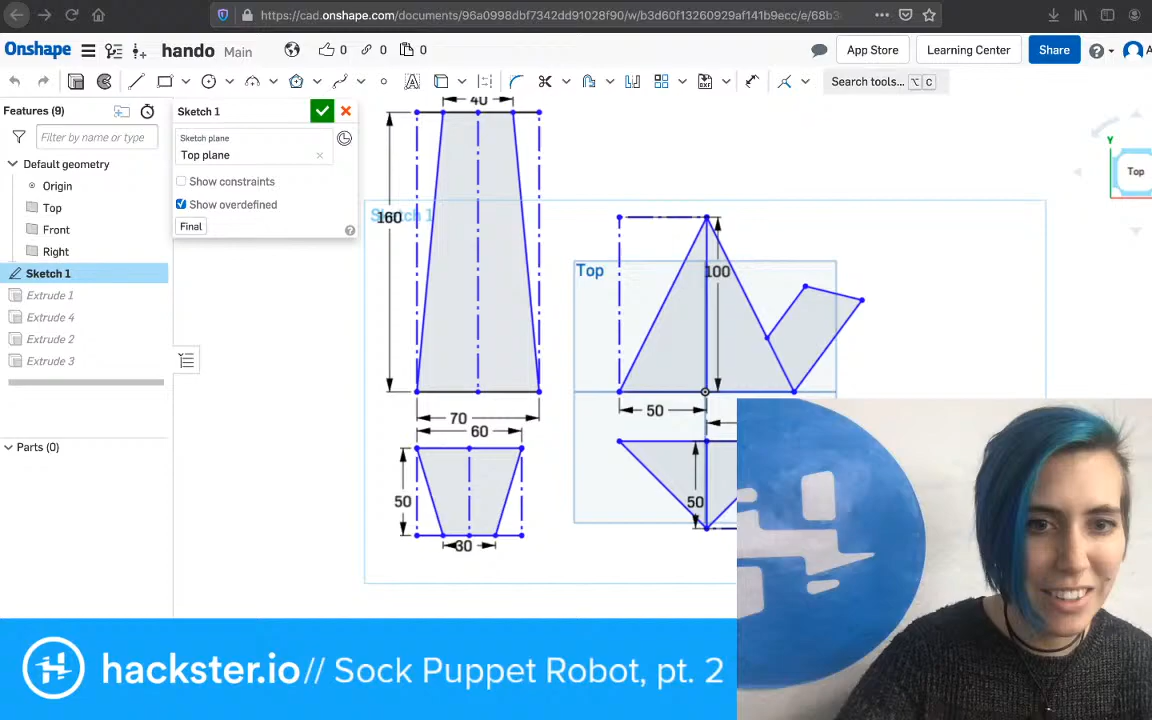 https://cad.onshape.com/documents/96a0998dbf7342dd91028f90/w/b3d60f13260929af141b9ecc/e/68b3
Onshape
hando Main
0
0
0
App Store
Learning Center
Share
Search tools...
⌥ C
Features (9)
Filter by name or type
Default geometry
Origin
Top
Front
Right
Sketch 1
Extrude 1
Extrude 4
Extrude 2
Extrude 3
Parts (0)
Sketch 1
Sketch plane
Top plane
Show constraints
Show overdefined
Final
40
160
Sketch 1
70
60
50
30
Top
100
50
50
Y
Top
hackster.io // Sock Puppet Robot, pt. 2